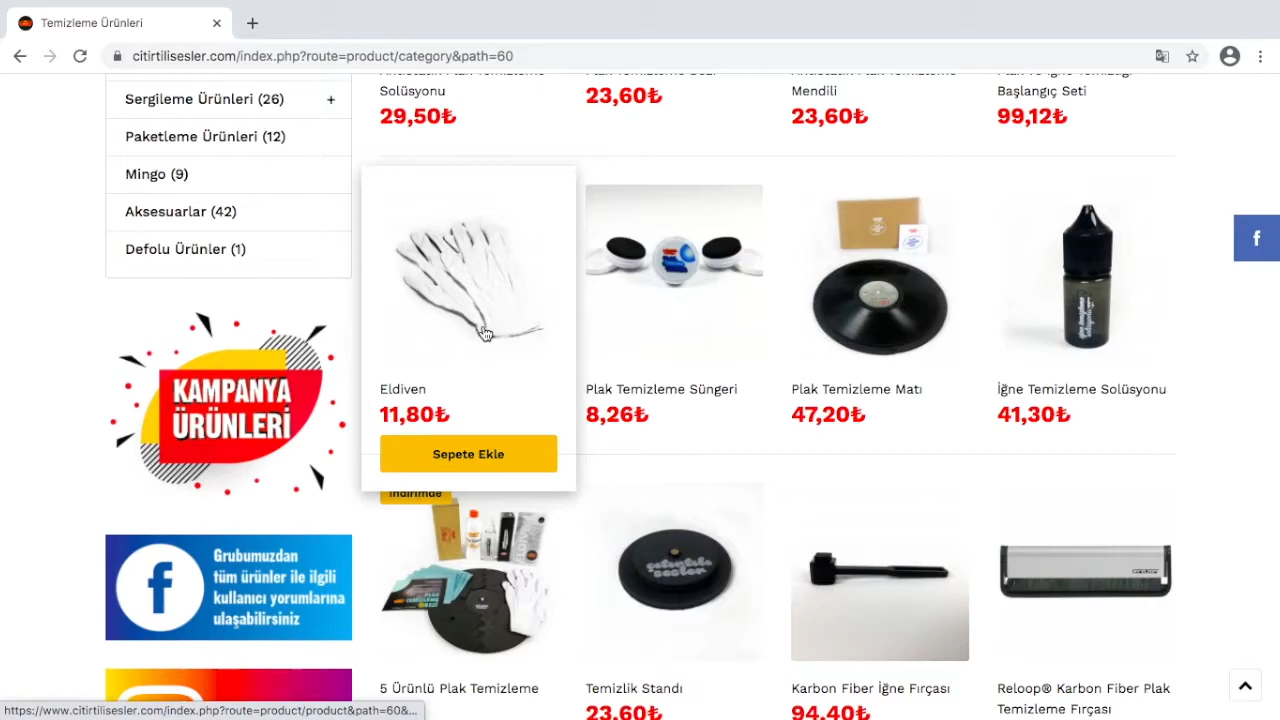 Temizleme Ürünleri
citirtilisesler.com/index.php?route=product/category&path=60
Solüsyonu
29,50₺
23,60₺
Mendili
23,60₺
Başlangıç Seti
99,12₺
Sergileme Ürünleri (26) +
Paketleme Ürünleri (12)
Mingo (9)
Aksesuarlar (42)
Defolu Ürünler (1)
f
Eldiven
11,80₺
Sepete Ekle
Plak Temizleme Süngeri
8,26₺
Plak Temizleme Matı
47,20₺
İğne Temizleme Solüsyonu
41,30₺
KAMPANYA
ÜRÜNLERİ
Grubumuzdan
tüm ürünler ile ilgili
kullanıcı yorumlarına
ulaşabilirsiniz
İndirimde
5 Ürünlü Plak Temizleme
Temizlik Standı
23,60₺
Karbon Fiber İğne Fırçası
94,40₺
Reloop® Karbon Fiber Plak
Temizleme Fırçası
https://www.citirtilisesler.com/index.php?route=product/product&path=60&...